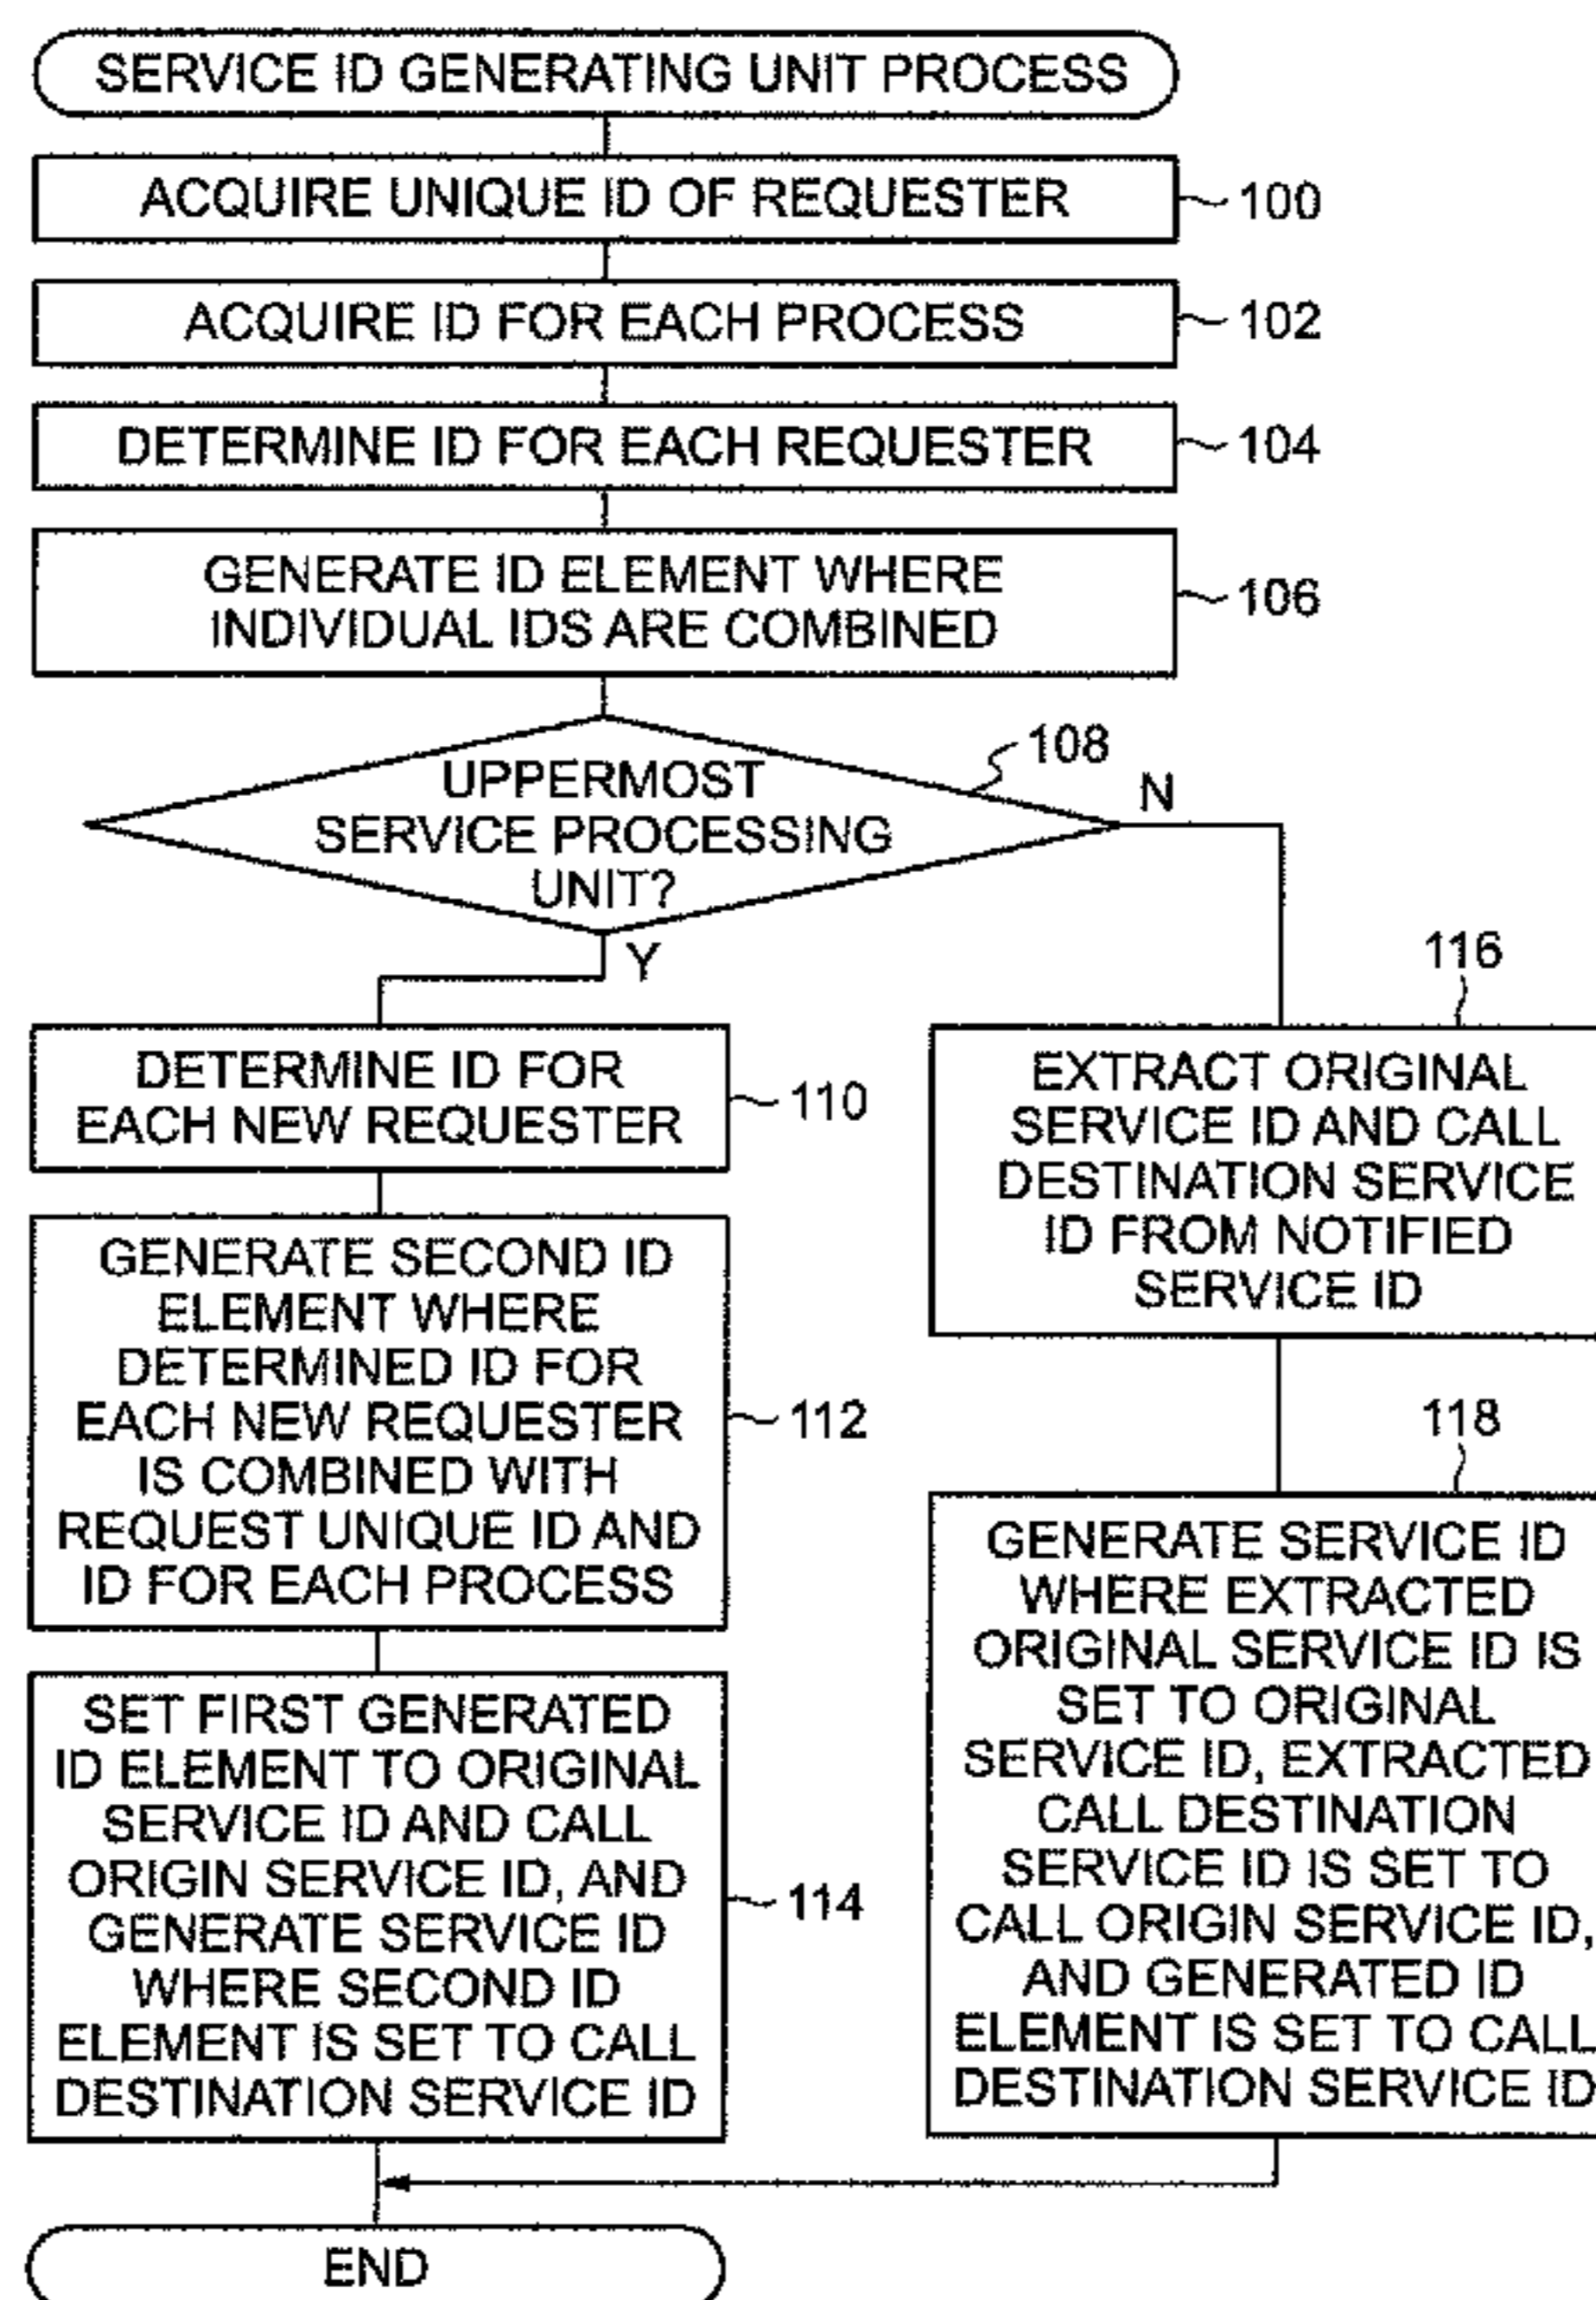 SERVICE ID GENERATING UNIT PROCESS
ACQUIRE UNIQUE ID OF REQUESTER
100
ACQUIRE ID FOR EACH PROCESS
102
DETERMINE ID FOR EACH REQUESTER
104
GENERATE ID ELEMENT WHERE
INDIVIDUAL IDS ARE COMBINED
106
UPPERMOST
SERVICE PROCESSING
UNIT?
108
N
Y
DETERMINE ID FOR
EACH NEW REQUESTER
110
GENERATE SECOND ID
ELEMENT WHERE
DETERMINED ID FOR
EACH NEW REQUESTER
IS COMBINED WITH
REQUEST UNIQUE ID AND
ID FOR EACH PROCESS
112
SET FIRST GENERATED
ID ELEMENT TO ORIGINAL
SERVICE ID AND CALL
ORIGIN SERVICE ID, AND
GENERATE SERVICE ID
WHERE SECOND ID
ELEMENT IS SET TO CALL
DESTINATION SERVICE ID
114
116
EXTRACT ORIGINAL
SERVICE ID AND CALL
DESTINATION SERVICE
ID FROM NOTIFIED
SERVICE ID
118
GENERATE SERVICE ID
WHERE EXTRACTED
ORIGINAL SERVICE ID IS
SET TO ORIGINAL
SERVICE ID, EXTRACTED
CALL DESTINATION
SERVICE ID IS SET TO
CALL ORIGIN SERVICE ID,
AND GENERATED ID
ELEMENT IS SET TO CALL
DESTINATION SERVICE ID
END